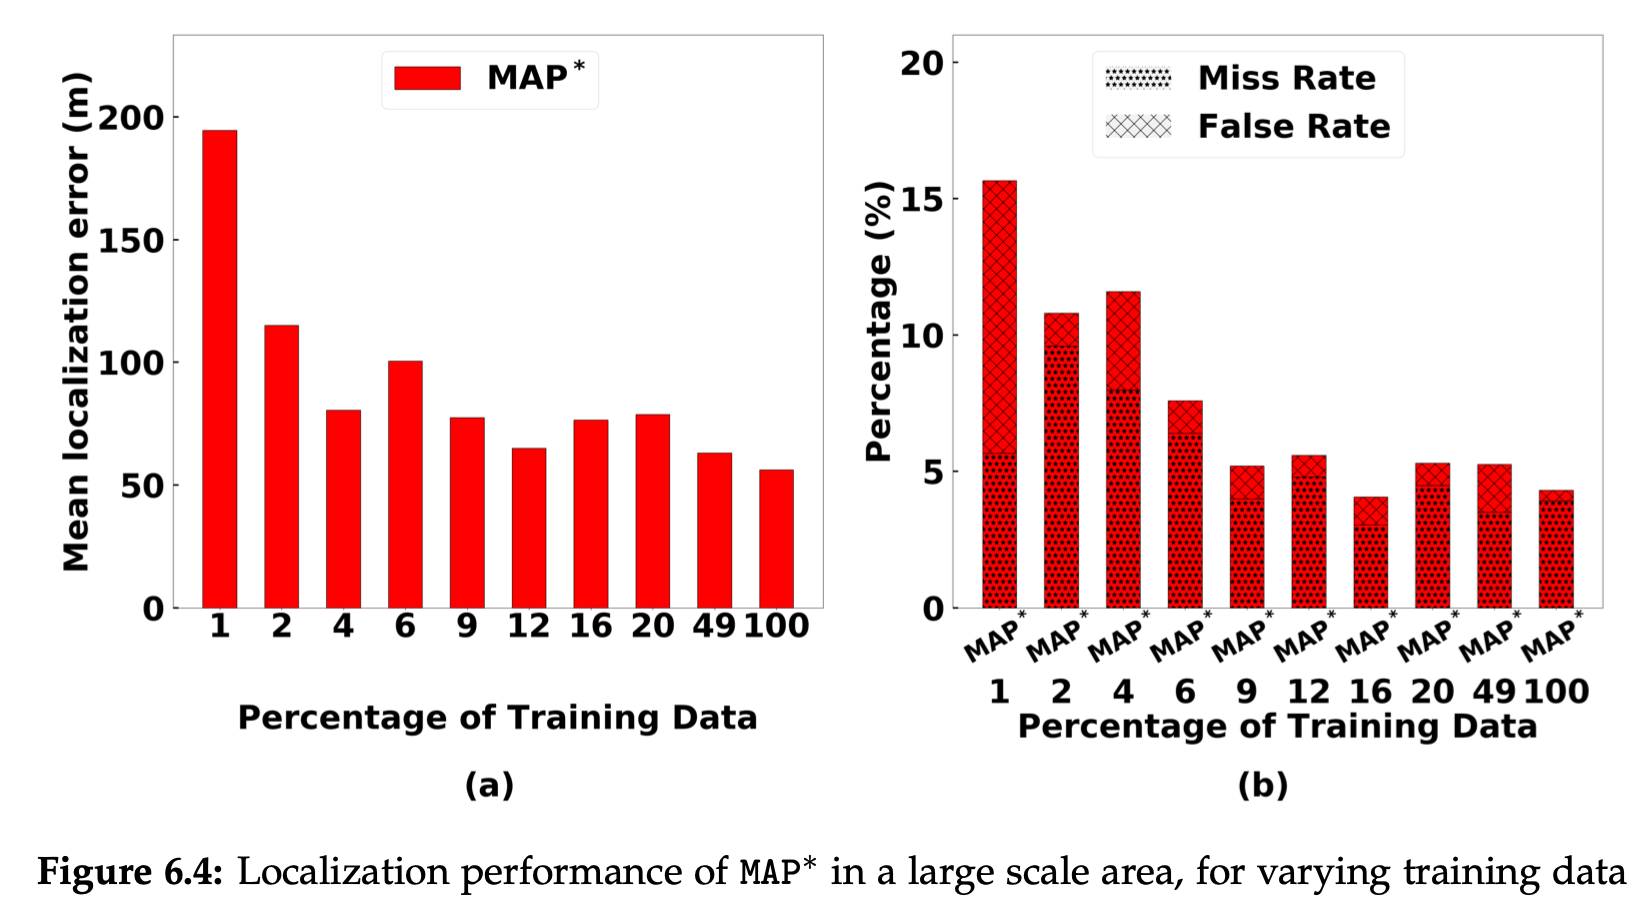 MAP*
Mean localization error (m)
200
150
100
50
0
1 2 4 6 9 12 16 20 49 100
Percentage of Training Data
(a)
Miss Rate
False Rate
Percentage (%)
20
15
10
5
0
MAP* MAP* MAP* MAP* MAP* MAP* MAP* MAP* MAP* MAP*
1 2 4 6 9 12 16 20 49 100
Percentage of Training Data
(b)
Figure 6.4: Localization performance of MAP* in a large scale area, for varying training data